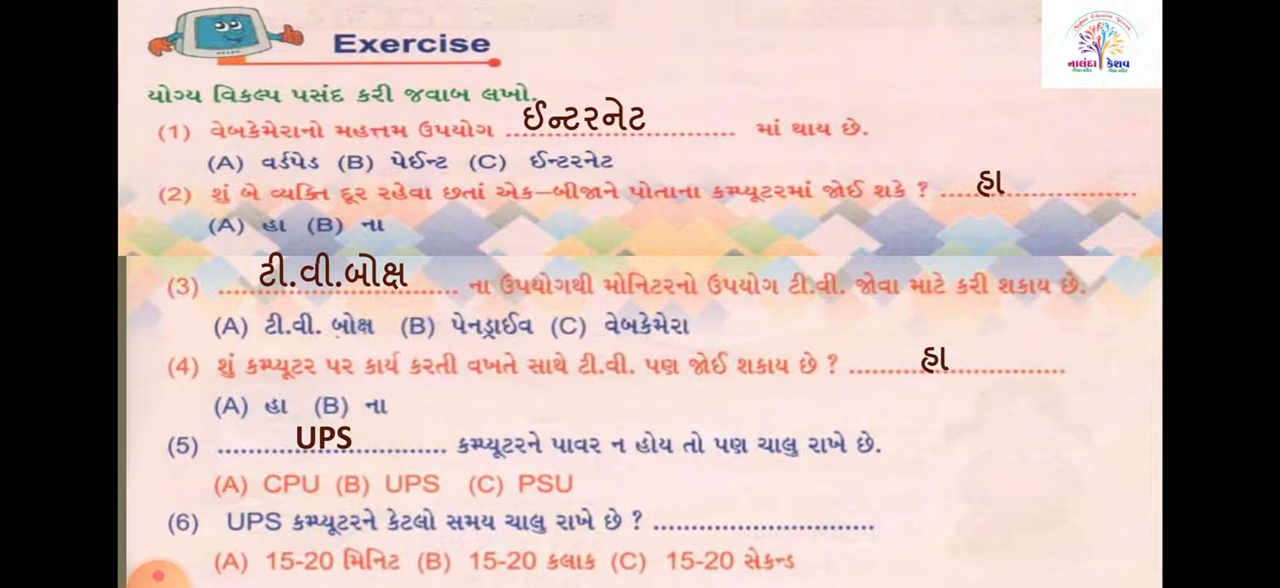 Exercise
નાલંદા કેશવ
યોગ્ય વિકલ્પ પસંદ કરી જવાબ લખો.
(1) વેબકેમેરાનો મહત્તમ ઉપયોગ ....ઈન્ટરનેટ.... માં થાય છે.
(A) વર્ડપેડ (B) પેઈન્ટ (C) ઈન્ટરનેટ
(2) શું બે વ્યક્તિ દૂર રહેવા છતાં એક–બીજાને પોતાના કમ્પ્યૂટરમાં જોઈ શકે ? ....હા....
(A) હા (B) ના
(3) ....ટી.વી.બોક્ષ.... ના ઉપયોગથી મોનિટરનો ઉપયોગ ટી.વી. જોવા માટે કરી શકાય છે.
(A) ટી.વી. બોક્ષ (B) પેનડ્રાઈવ (C) વેબકેમેરા
(4) શું કમ્પ્યૂટર પર કાર્ય કરતી વખતે સાથે ટી.વી. પણ જોઈ શકાય છે ? ....હા....
(A) હા (B) ના
(5) ....UPS.... કમ્પ્યૂટરને પાવર ન હોય તો પણ ચાલુ રાખે છે.
(A) CPU (B) UPS (C) PSU
(6) UPS કમ્પ્યૂટરને કેટલો સમય ચાલુ રાખે છે ? ............................
(A) 15-20 મિનિટ (B) 15-20 કલાક (C) 15-20 સેકન્ડ